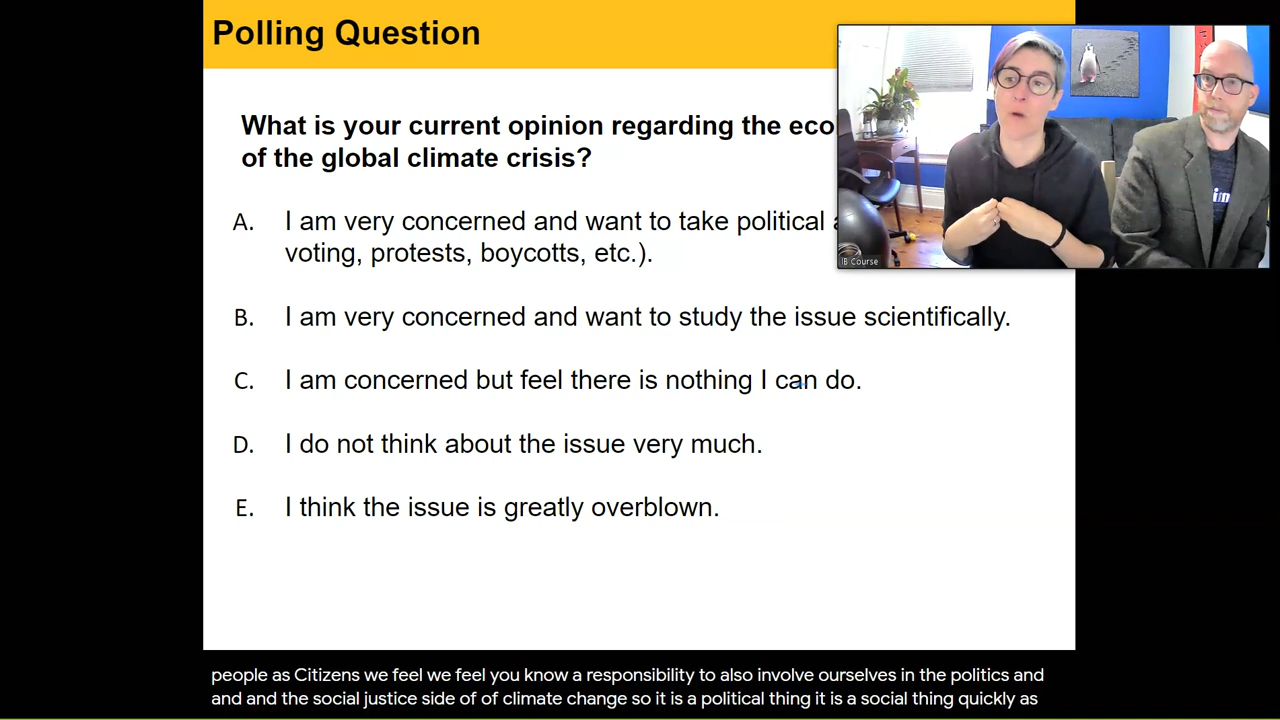 Polling Question
What is your current opinion regarding the eco
of the global climate crisis?
A. I am very concerned and want to take political
voting, protests, boycotts, etc.).
B. I am very concerned and want to study the issue scientifically.
C. I am concerned but feel there is nothing I can do.
D. I do not think about the issue very much.
E. I think the issue is greatly overblown.
IB Course
people as Citizens we feel we feel you know a responsibility to also involve ourselves in the politics and
and and the social justice side of of climate change so it is a political thing it is a social thing quickly as